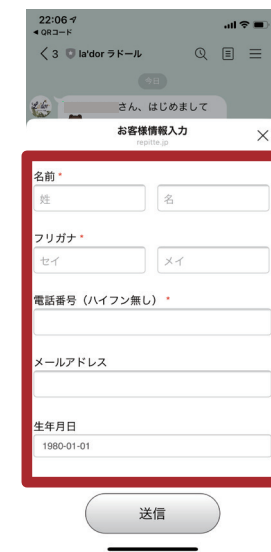 22:06
◀ QRコード
3 la'dor ラドール
今日
さん、はじめまして
お客様情報入力
repitte.jp
名前 *
姓 名
フリガナ *
セイ メイ
電話番号（ハイフン無し） *
メールアドレス
生年月日
1980-01-01
送信